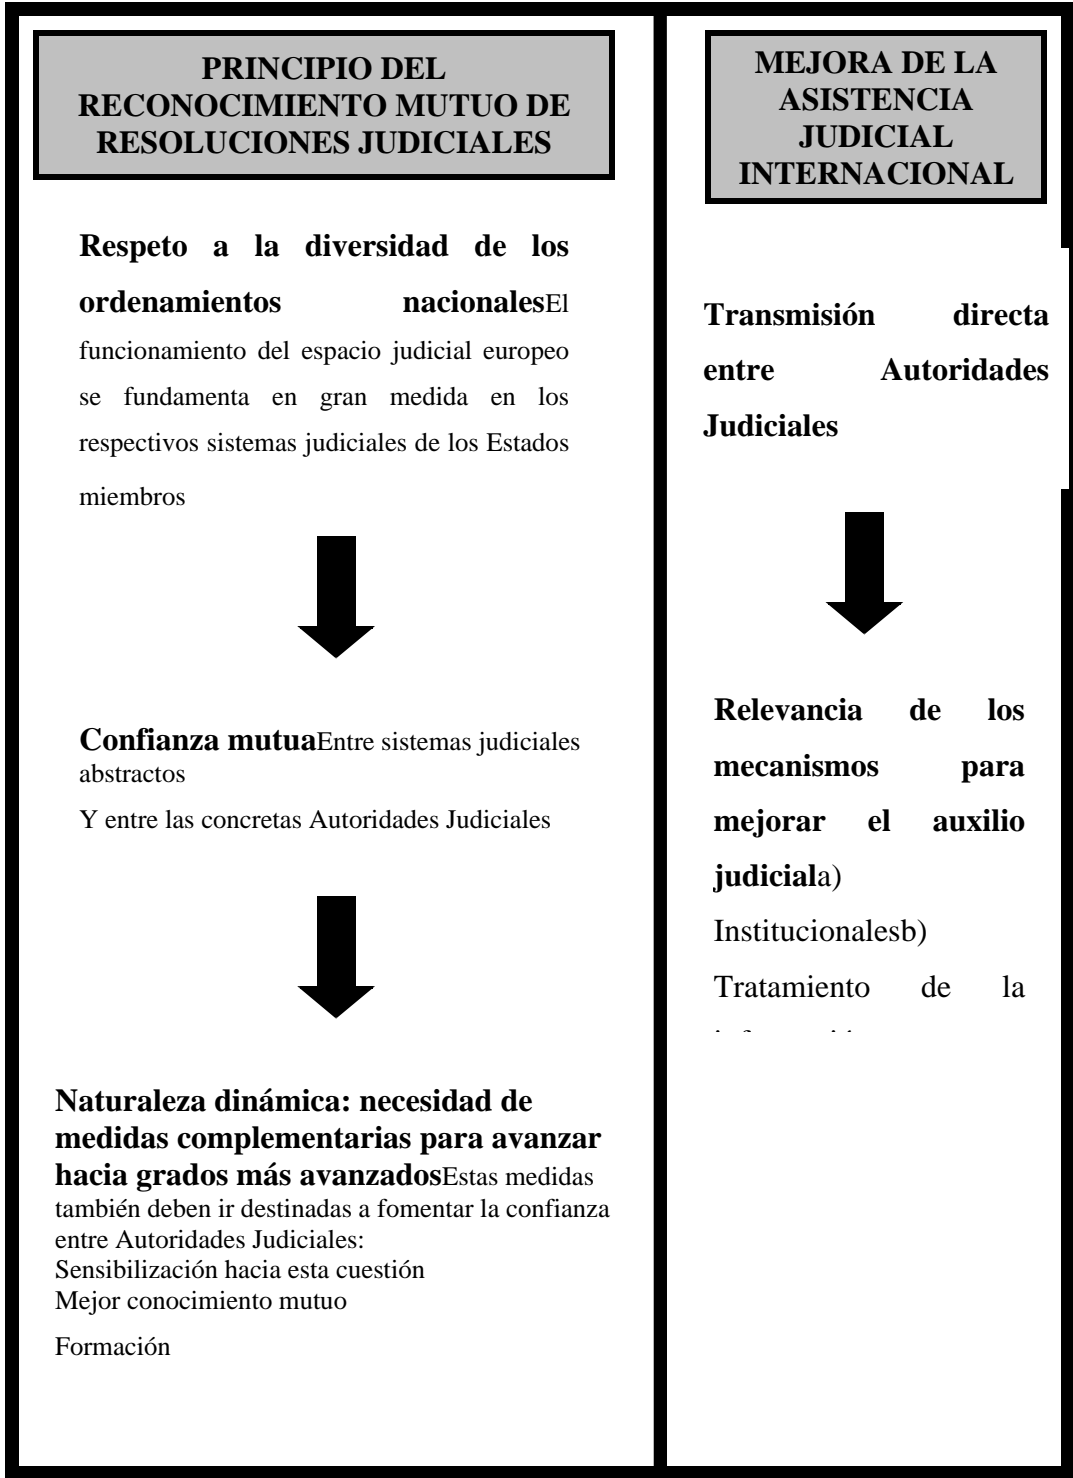 PRINCIPIO DEL
RECONOCIMIENTO MUTUO DE
RESOLUCIONES JUDICIALES
Respeto a la diversidad de los
ordenamientos nacionalesEl
funcionamiento del espacio judicial europeo
se fundamenta en gran medida en los
respectivos sistemas judiciales de los Estados
miembros
Confianza mutuaEntre sistemas judiciales
abstractos
Y entre las concretas Autoridades Judiciales
Naturaleza dinámica: necesidad de
medidas complementarias para avanzar
hacia grados más avanzadosEstas medidas
también deben ir destinadas a fomentar la confianza
entre Autoridades Judiciales:
Sensibilización hacia esta cuestión
Mejor conocimiento mutuo
Formación
MEJORA DE LA
ASISTENCIA
JUDICIAL
INTERNACIONAL
Transmisión directa
entre Autoridades
Judiciales
Relevancia de los
mecanismos para
mejorar el auxilio
judiciala)
Institucionalesb)
Tratamiento de la